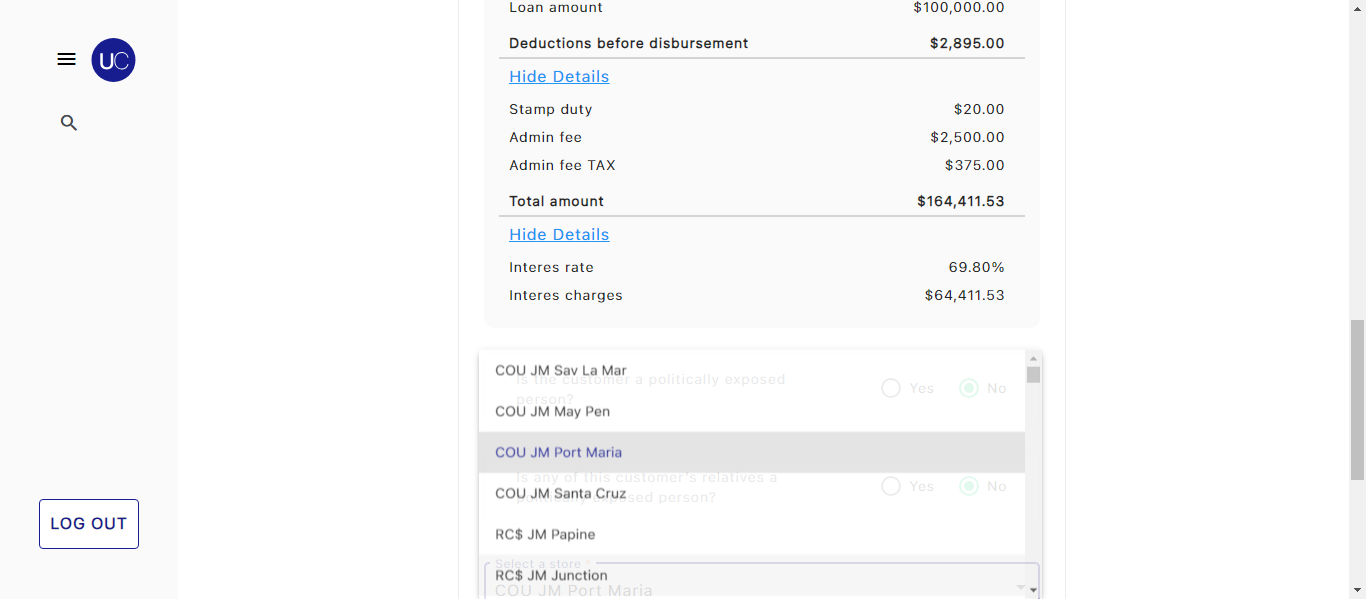 UC
LOG OUT
Loan amount $100,000.00
Deductions before disbursement $2,895.00
Hide Details
Stamp duty $20.00
Admin fee $2,500.00
Admin fee TAX $375.00
Total amount $164,411.53
Hide Details
Interes rate 69.80%
Interes charges $64,411.53
COU JM Sav La Mar
Is the customer a politically exposed
person?
Yes No
COU JM May Pen
COU JM Port Maria
Is any of this customer's relatives a
politically exposed person?
Yes No
COU JM Santa Cruz
RC$ JM Papine
Select a store *
RC$ JM Junction
COU JM Port Maria